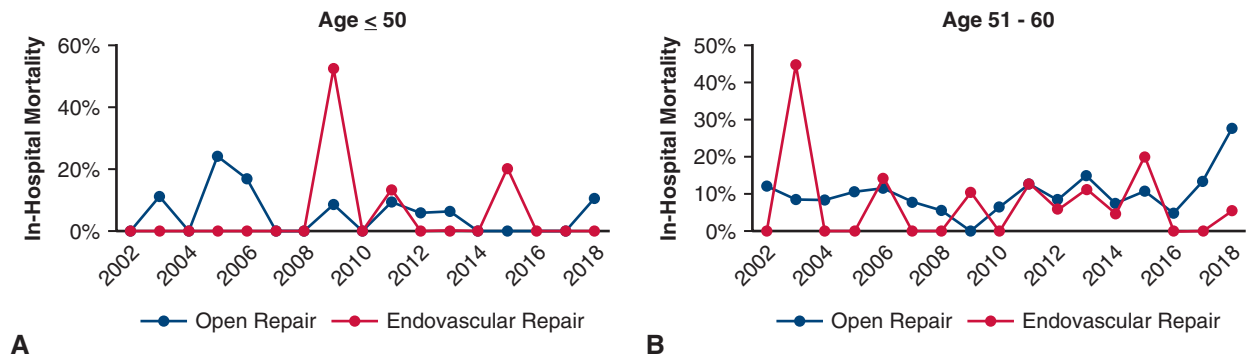 Age ≤ 50
In-Hospital Mortality
60%
40%
20%
0%
2002 2004 2006 2008 2010 2012 2014 2016 2018
Open Repair Endovascular Repair
A
Age 51 - 60
In-Hospital Mortality
50%
40%
30%
20%
10%
0%
2002 2004 2006 2008 2010 2012 2014 2016 2018
Open Repair Endovascular Repair
B